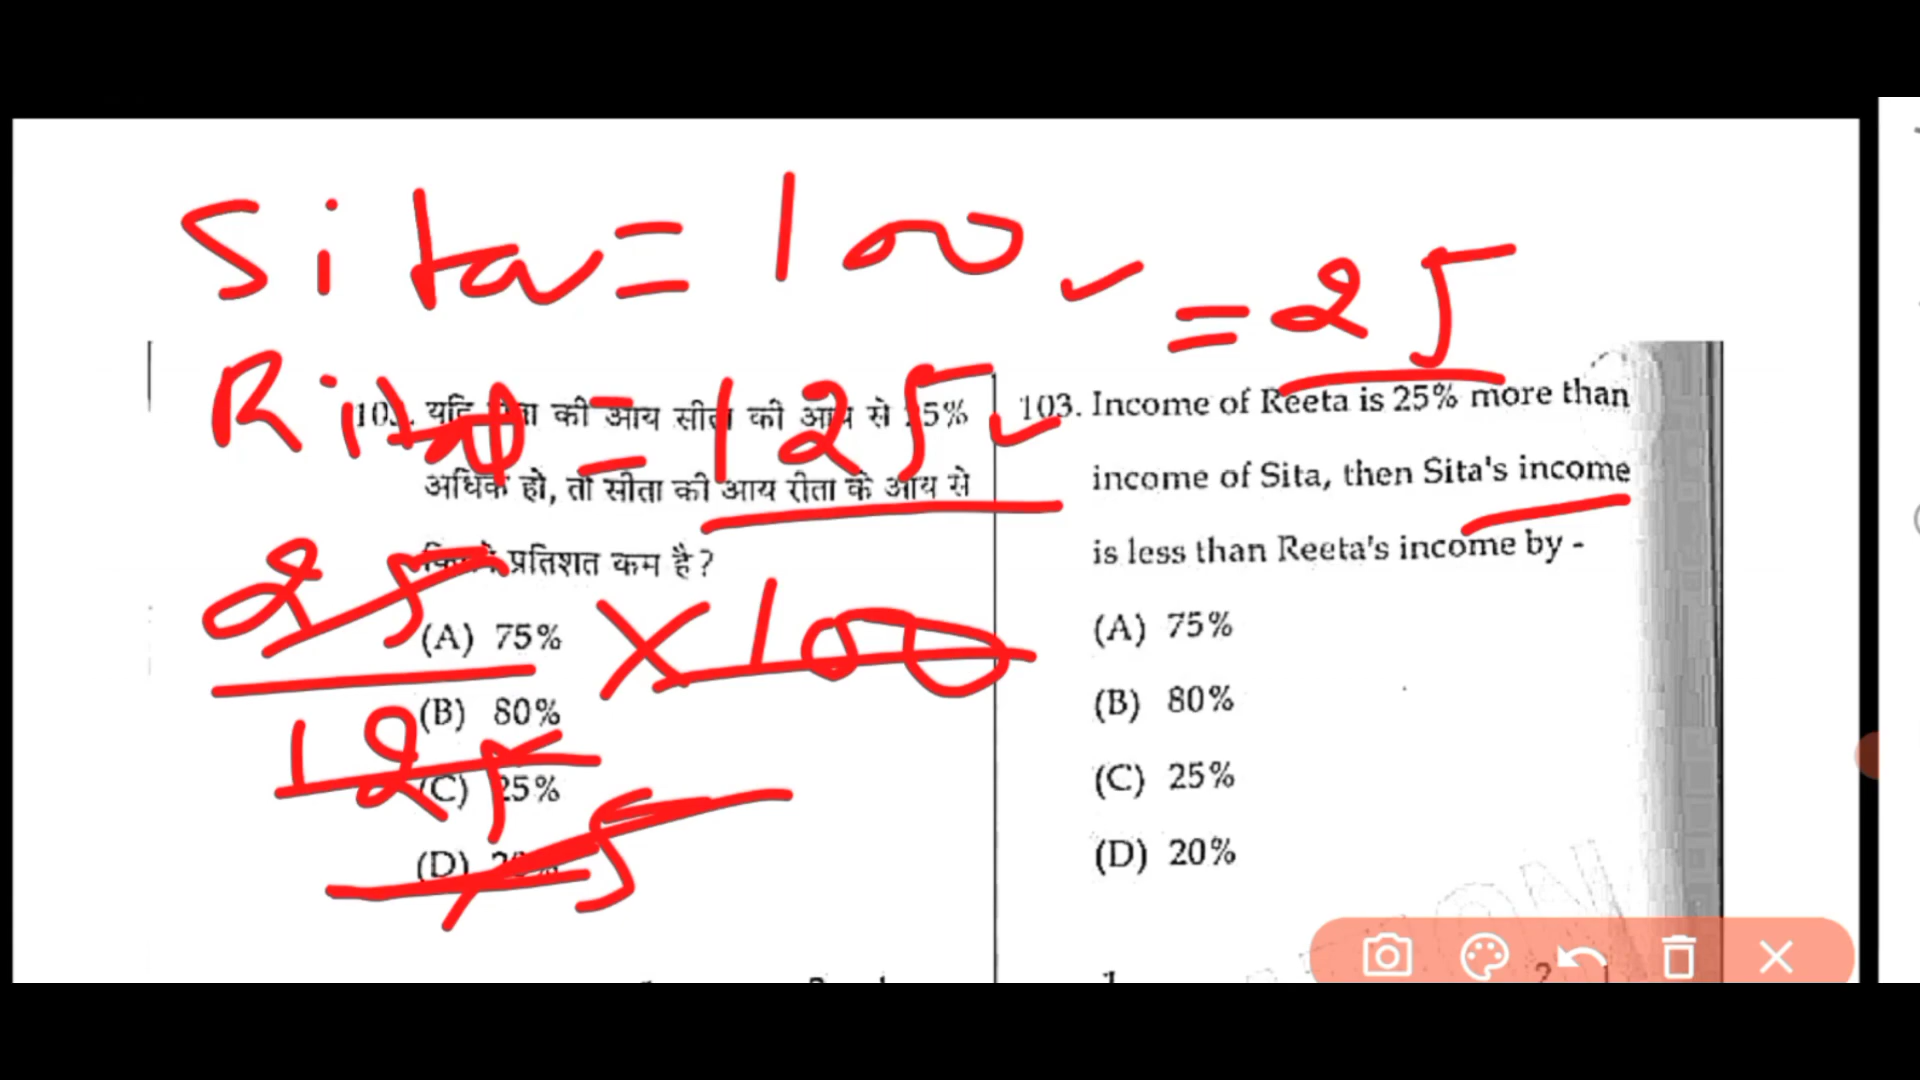 Sita = 100
= 25
Rita = 125
यदि की आय सीता की आय से 25%
अधिक हो, तो सीता की आय रीता के आय से
प्रतिशत कम है?
(A) 75%
(B) 80%
(C) 25%
(D) 20%
25
× 100
125
5
103. Income of Reeta is 25% more than
income of Sita, then Sita's income
is less than Reeta's income by -
(A) 75%
(B) 80%
(C) 25%
(D) 20%